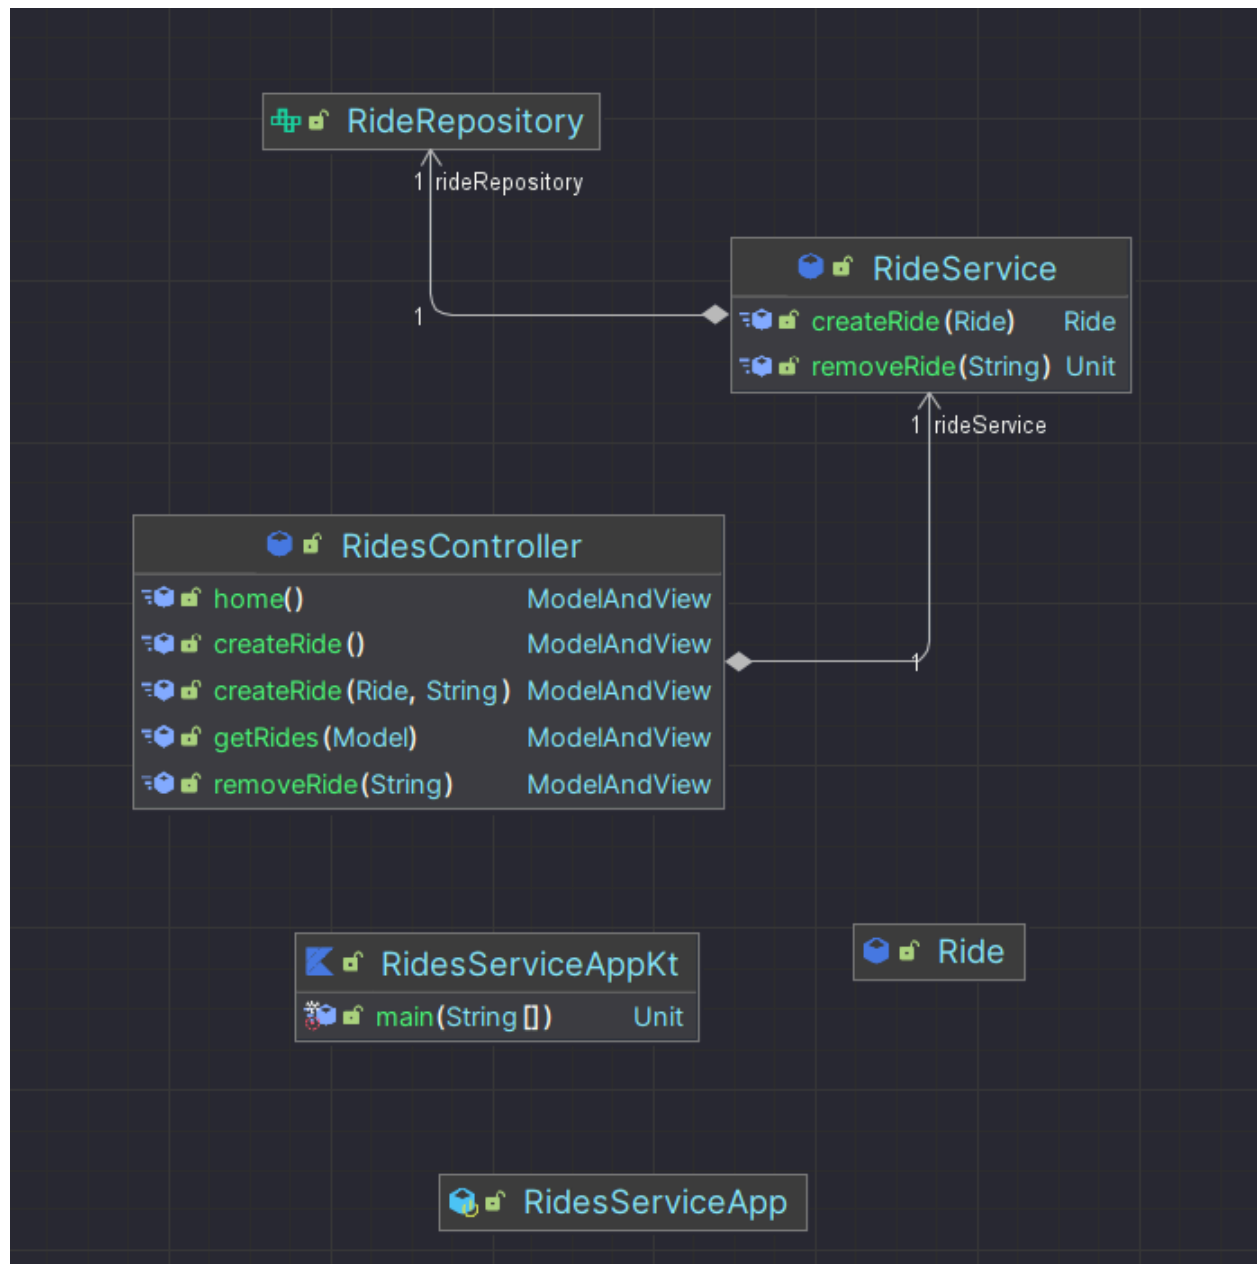 RideRepository
1 rideRepository
RideService
1
createRide(Ride) Ride
removeRide(String) Unit
1 rideService
RidesController
home() ModelAndView
createRide() ModelAndView
1
createRide(Ride, String) ModelAndView
getRides(Model) ModelAndView
removeRide(String) ModelAndView
RidesServiceAppKt
Ride
main(String[]) Unit
RidesServiceApp